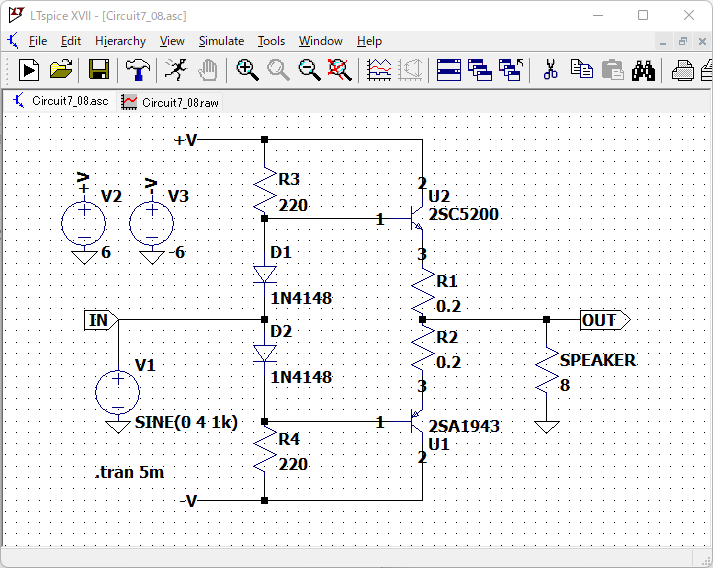 LTspice XVII - [Circuit7_08.asc]
File Edit Hierarchy View Simulate Tools Window Help
Circuit7_08.asc Circuit7_08.raw
+V
R3
220
+V
V2
6
-V
V3
-6
2
U2
2SC5200
1
3
D1
1N4148
R1
0.2
IN
OUT
D2
1N4148
R2
0.2
V1
SINE(0 4 1k)
SPEAKER
8
3
1
2SA1943
U1
2
R4
220
.tran 5m
-V